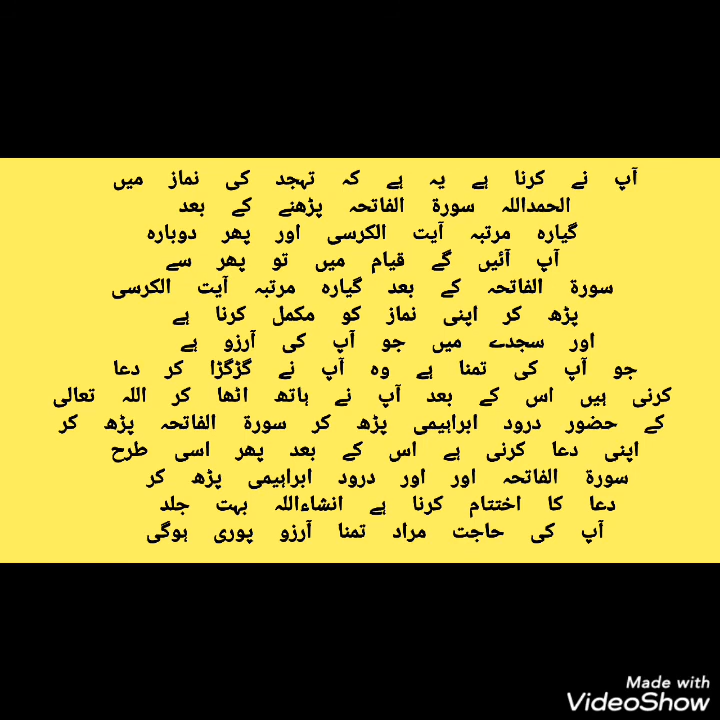 آپ نے کرنا ہے یہ ہے کہ تہجد کی نماز میں
الحمداللہ سورۃ الفاتحہ پڑھنے کے بعد
گیارہ مرتبہ آیت الکرسی اور پھر دوبارہ
آپ آئیں گے قیام میں تو پھر سے
سورۃ الفاتحہ کے بعد گیارہ مرتبہ آیت الکرسی
پڑھ کر اپنی نماز کو مکمل کرنا ہے
اور سجدے میں جو آپ کی آرزو ہے
جو آپ کی تمنا ہے وہ آپ نے گڑگڑا کر دعا
کرنی ہیں اس کے بعد آپ نے ہاتھ اٹھا کر اللہ تعالی
کے حضور درود ابراہیمی پڑھ کر سورۃ الفاتحہ پڑھ کر
اپنی دعا کرنی ہے اس کے بعد پھر اسی طرح
سورۃ الفاتحہ اور اور درود ابراہیمی پڑھ کر
دعا کا اختتام کرنا ہے انشاءاللہ بہت جلد
آپ کی حاجت مراد تمنا آرزو پوری ہوگی
Made with
VideoShow